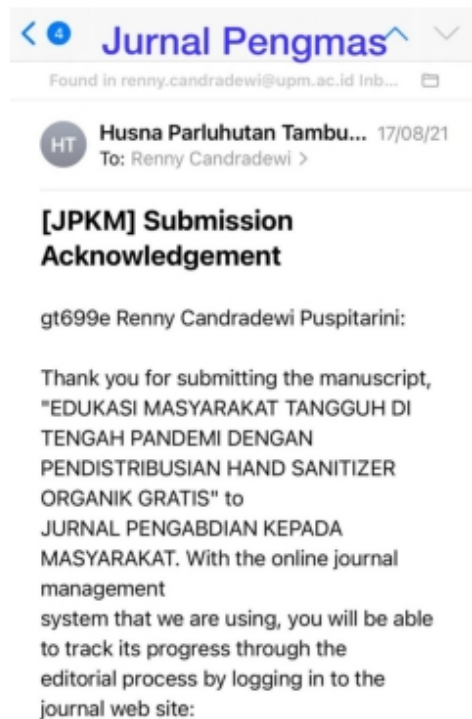 4
Jurnal Pengmas
Found in renny.candradewi@upm.ac.id Inb...
HT
Husna Parluhutan Tambu... 17/08/21
To: Renny Candradewi >
[JPKM] Submission
Acknowledgement
gt699e Renny Candradewi Puspitarini:
Thank you for submitting the manuscript,
"EDUKASI MASYARAKAT TANGGUH DI
TENGAH PANDEMI DENGAN
PENDISTRIBUSIAN HAND SANITIZER
ORGANIK GRATIS" to
JURNAL PENGABDIAN KEPADA
MASYARAKAT. With the online journal
management
system that we are using, you will be able
to track its progress through the
editorial process by logging in to the
journal web site: